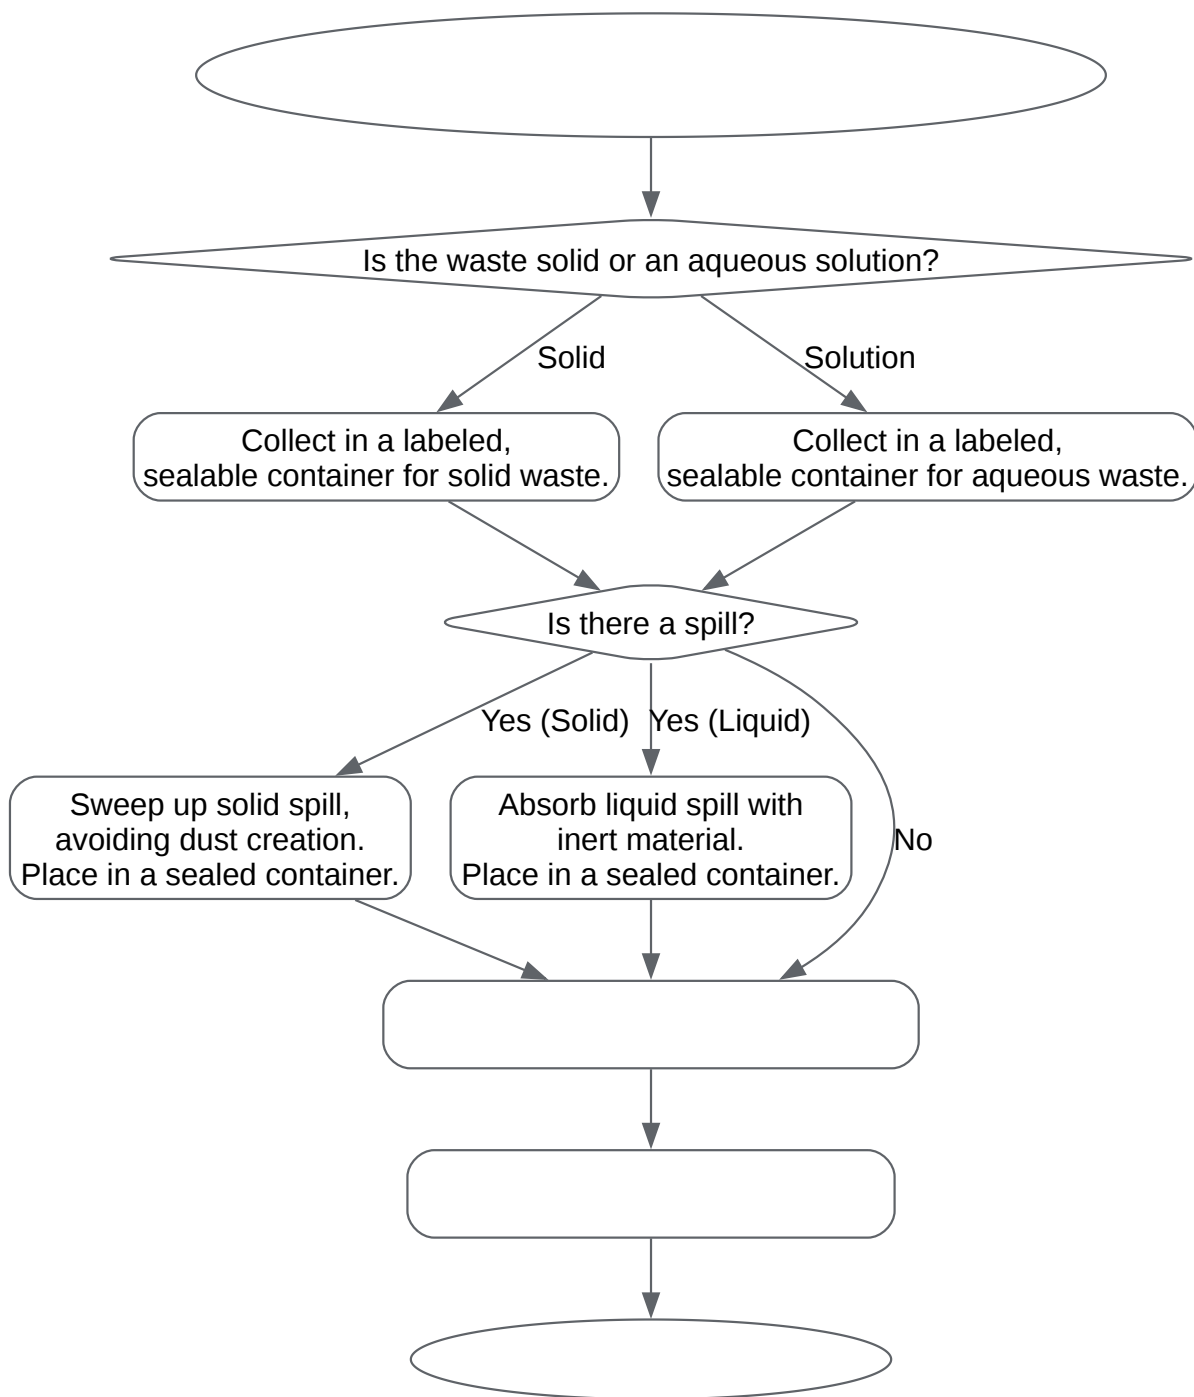 Is the waste solid or an aqueous solution?
Solid
Solution
Collect in a labeled,
sealable container for solid waste.
Collect in a labeled,
sealable container for aqueous waste.
Is there a spill?
Yes (Solid)
Yes (Liquid)
No
Sweep up solid spill,
avoiding dust creation.
Place in a sealed container.
Absorb liquid spill with
inert material.
Place in a sealed container.